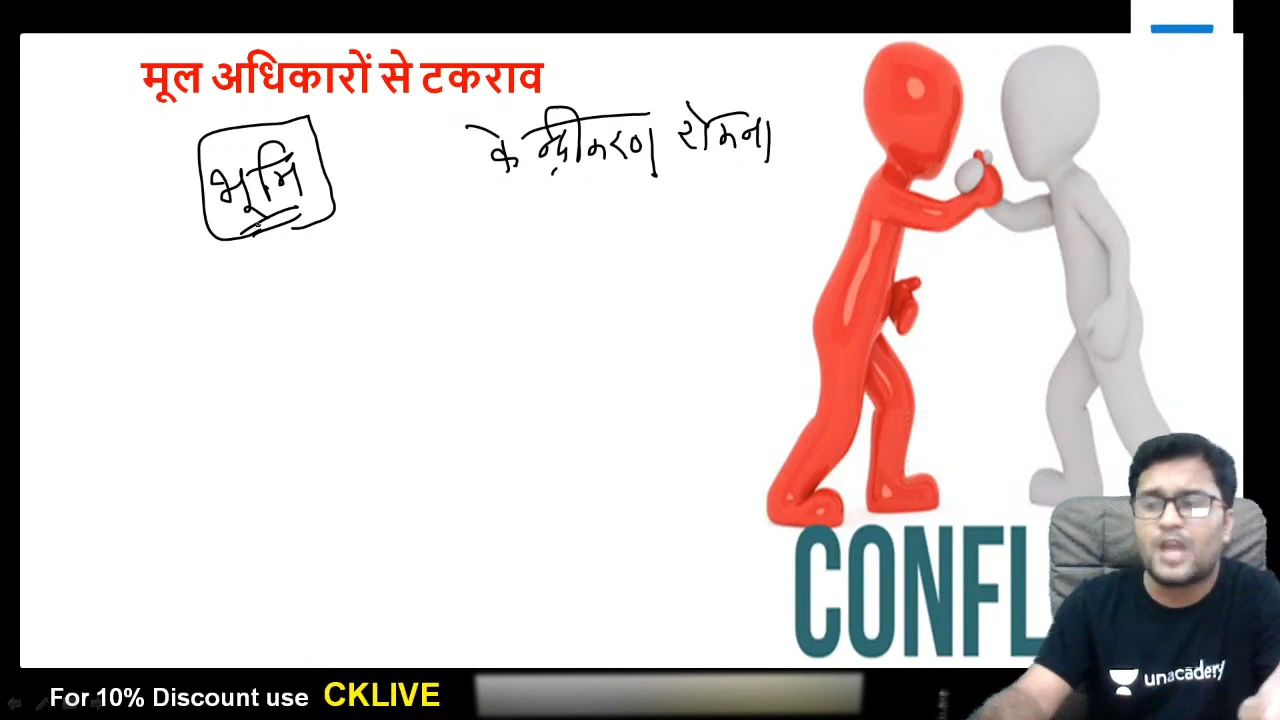 मूल अधिकारों से टकराव
भूमि
केन्द्रीकरण रोकना
CONFL
unacademy
For 10% Discount use CKLIVE